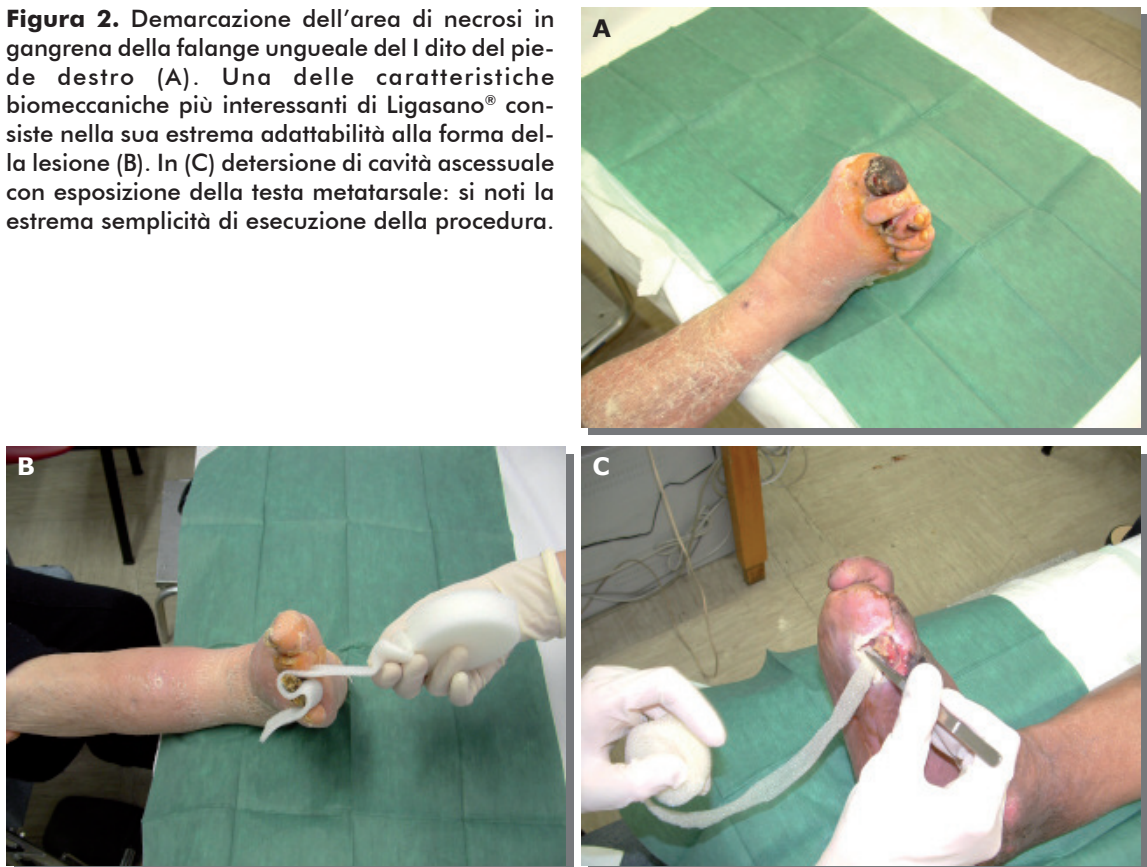 Figura 2. Demarcazione dell'area di necrosi in
gangrena della falange ungueale del I dito del pie-
de destro (A). Una delle caratteristiche
biomeccaniche più interessanti di Ligasano® con-
siste nella sua estrema adattabilità alla forma del-
la lesione (B). In (C) detersione di cavità ascessuale
con esposizione della testa metatarsale: si noti la
estrema semplicità di esecuzione della procedura.
A
B
C